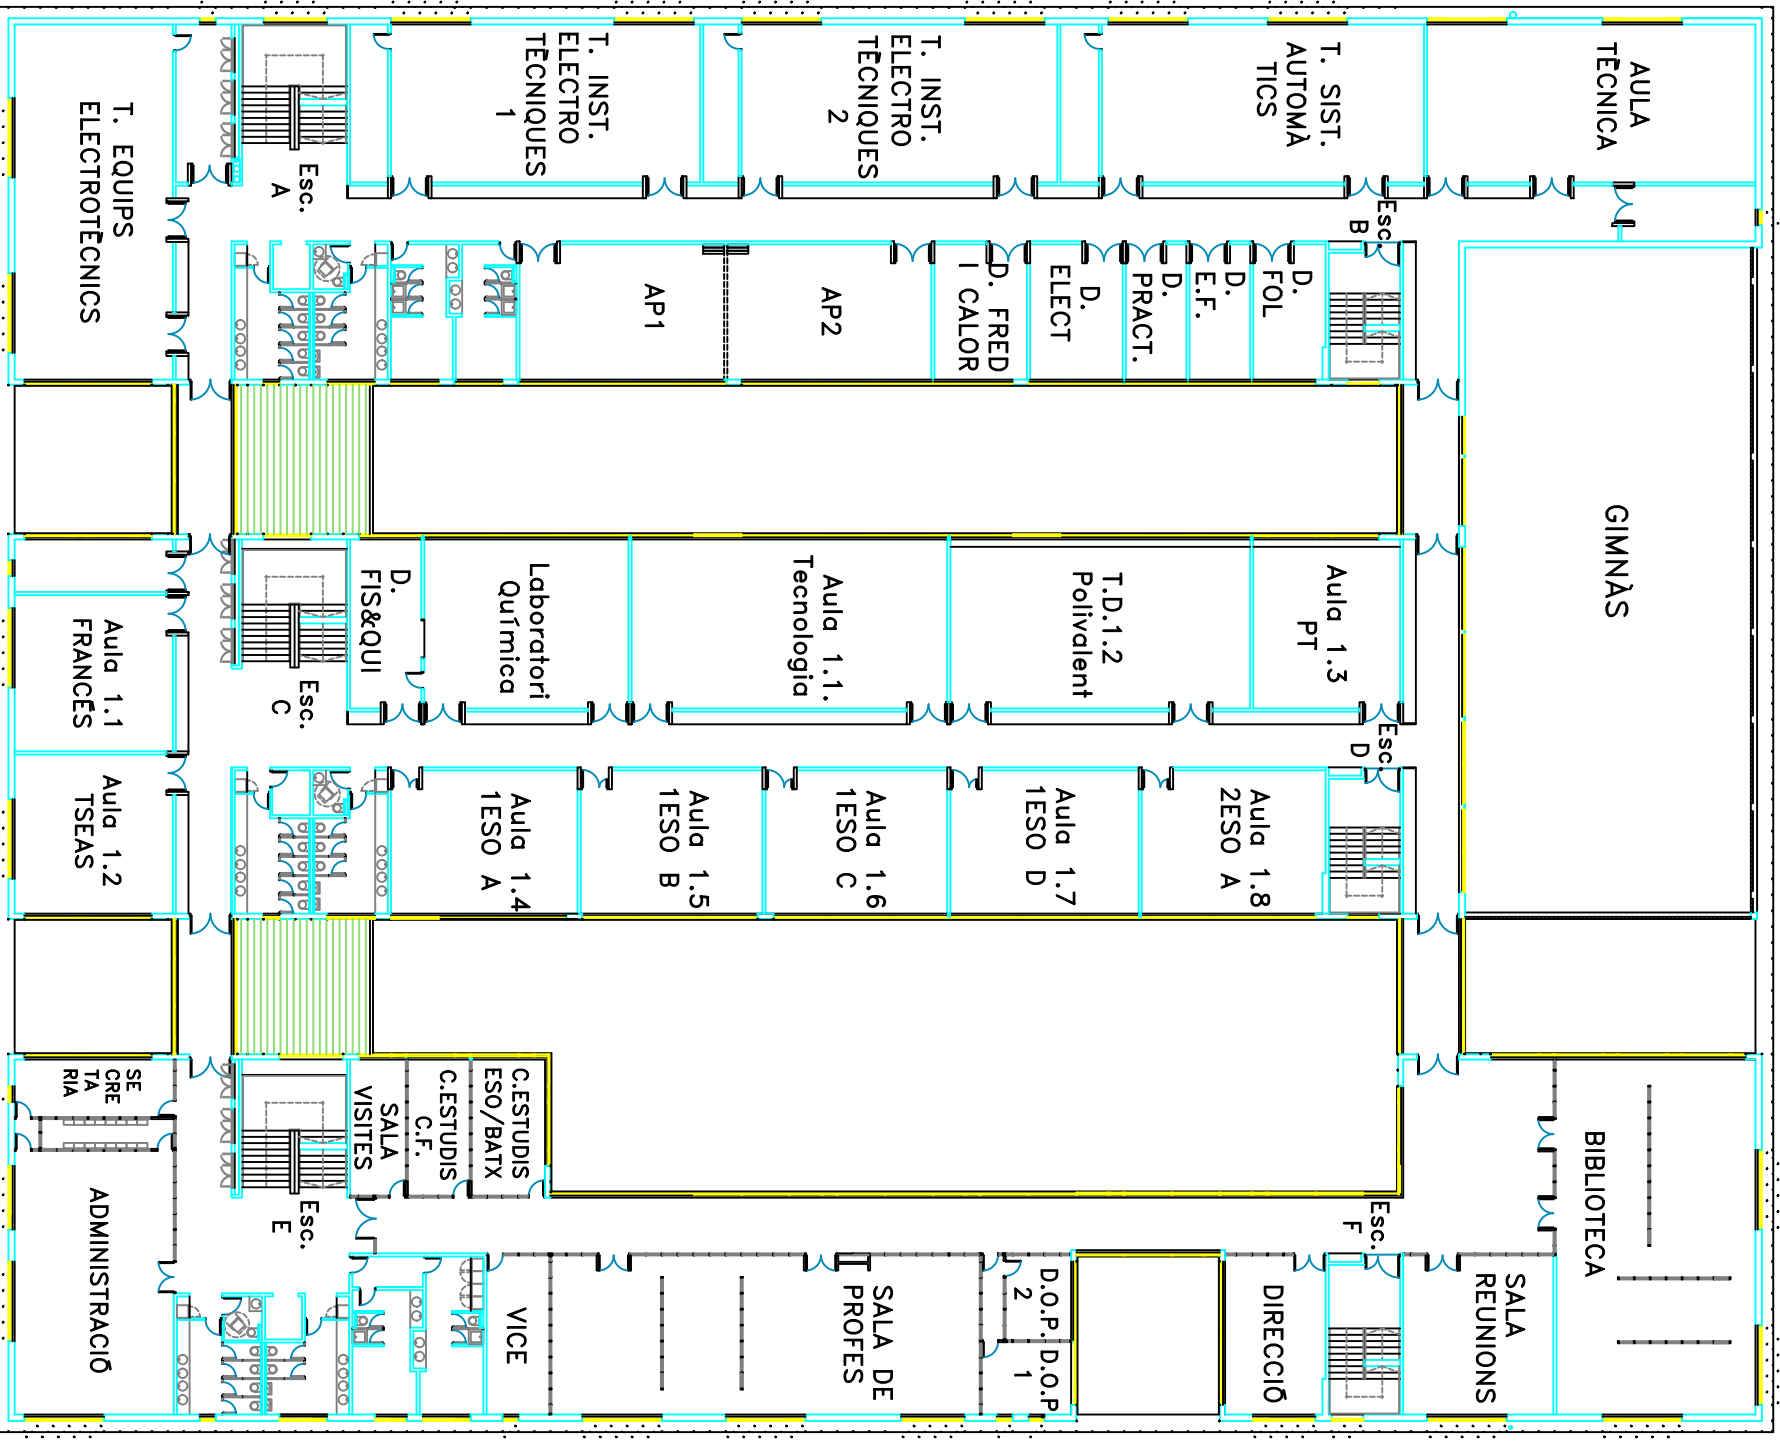 AULA
TÈCNICA
T. SIST.
AUTOMÀ
TICS
T. INST.
ELECTRO
TÈCNIQUES
2
T. INST.
ELECTRO
TÈCNIQUES
1
T. EQUIPS
ELECTROTÈCNICS
Esc.
A
Esc.
B
AP1
AP2
D. FRED
I CALOR
D.
ELECT
D.
PRACT.
D.
E.F.
D.
FOL
GIMNÀS
Aula 1.1
FRANCÈS
Aula 1.2
TSEAS
Esc.
C
D.
FIS&QUI
Laboratori
Química
Aula 1.1.
Tecnologia
T.D.1.2
Polivalent
Aula 1.3
PT
Esc.
D
Aula 1.4
1ESO A
Aula 1.5
1ESO B
Aula 1.6
1ESO C
Aula 1.7
1ESO D
Aula 1.8
2ESO A
SE
CRE
TA
RIA
ADMINISTRACIÓ
Esc.
E
SALA
VISITES
C.ESTUDIS
C.F.
C.ESTUDIS
ESO/BATX
VICE
SALA DE
PROFES
D.O.P.
2
D.O.P
1
DIRECCIÓ
Esc.
F
SALA
REUNIONS
BIBLIOTECA